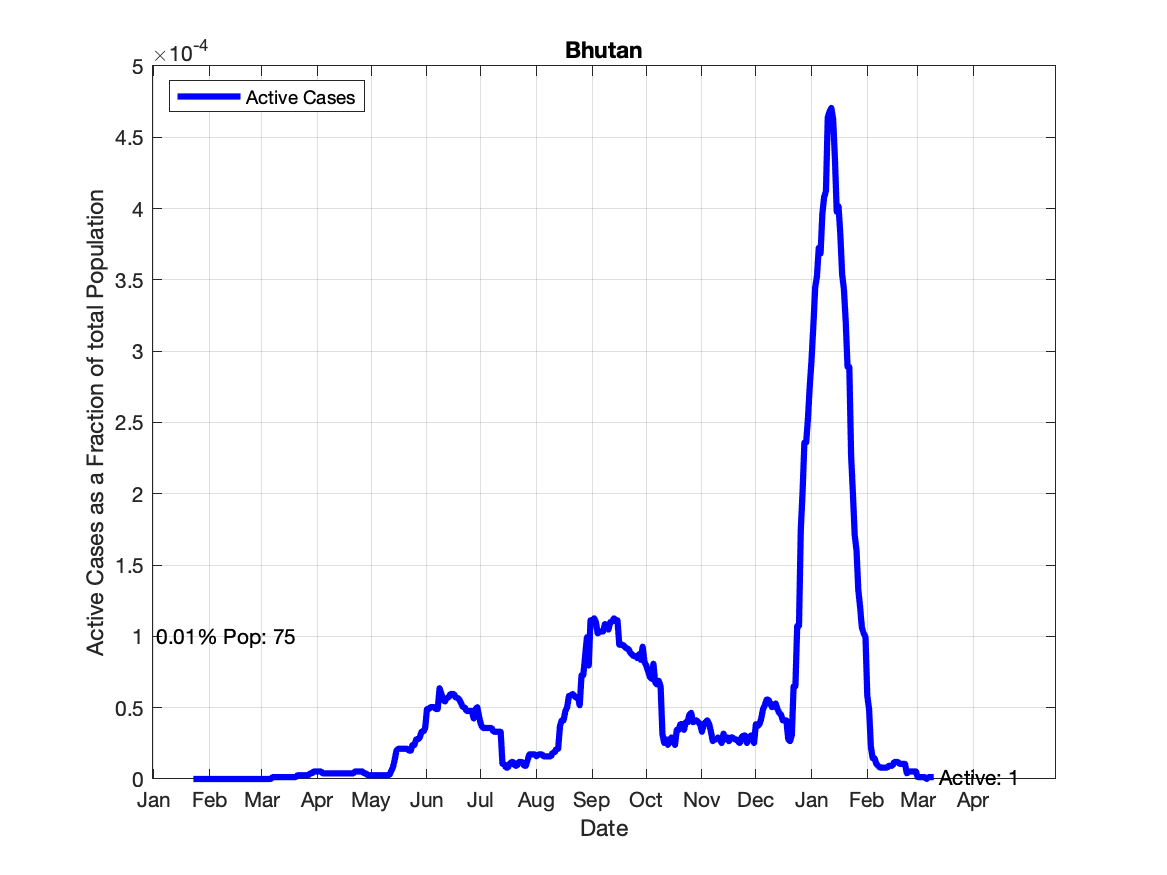 Bhutan
×10-4
Active Cases
5
4.5
4
3.5
3
2.5
2
1.5
1
0.5
0
Active Cases as a Fraction of total Population
0.01% Pop: 75
Active: 1
Jan Feb Mar Apr May Jun Jul Aug Sep Oct Nov Dec Jan Feb Mar Apr
Date